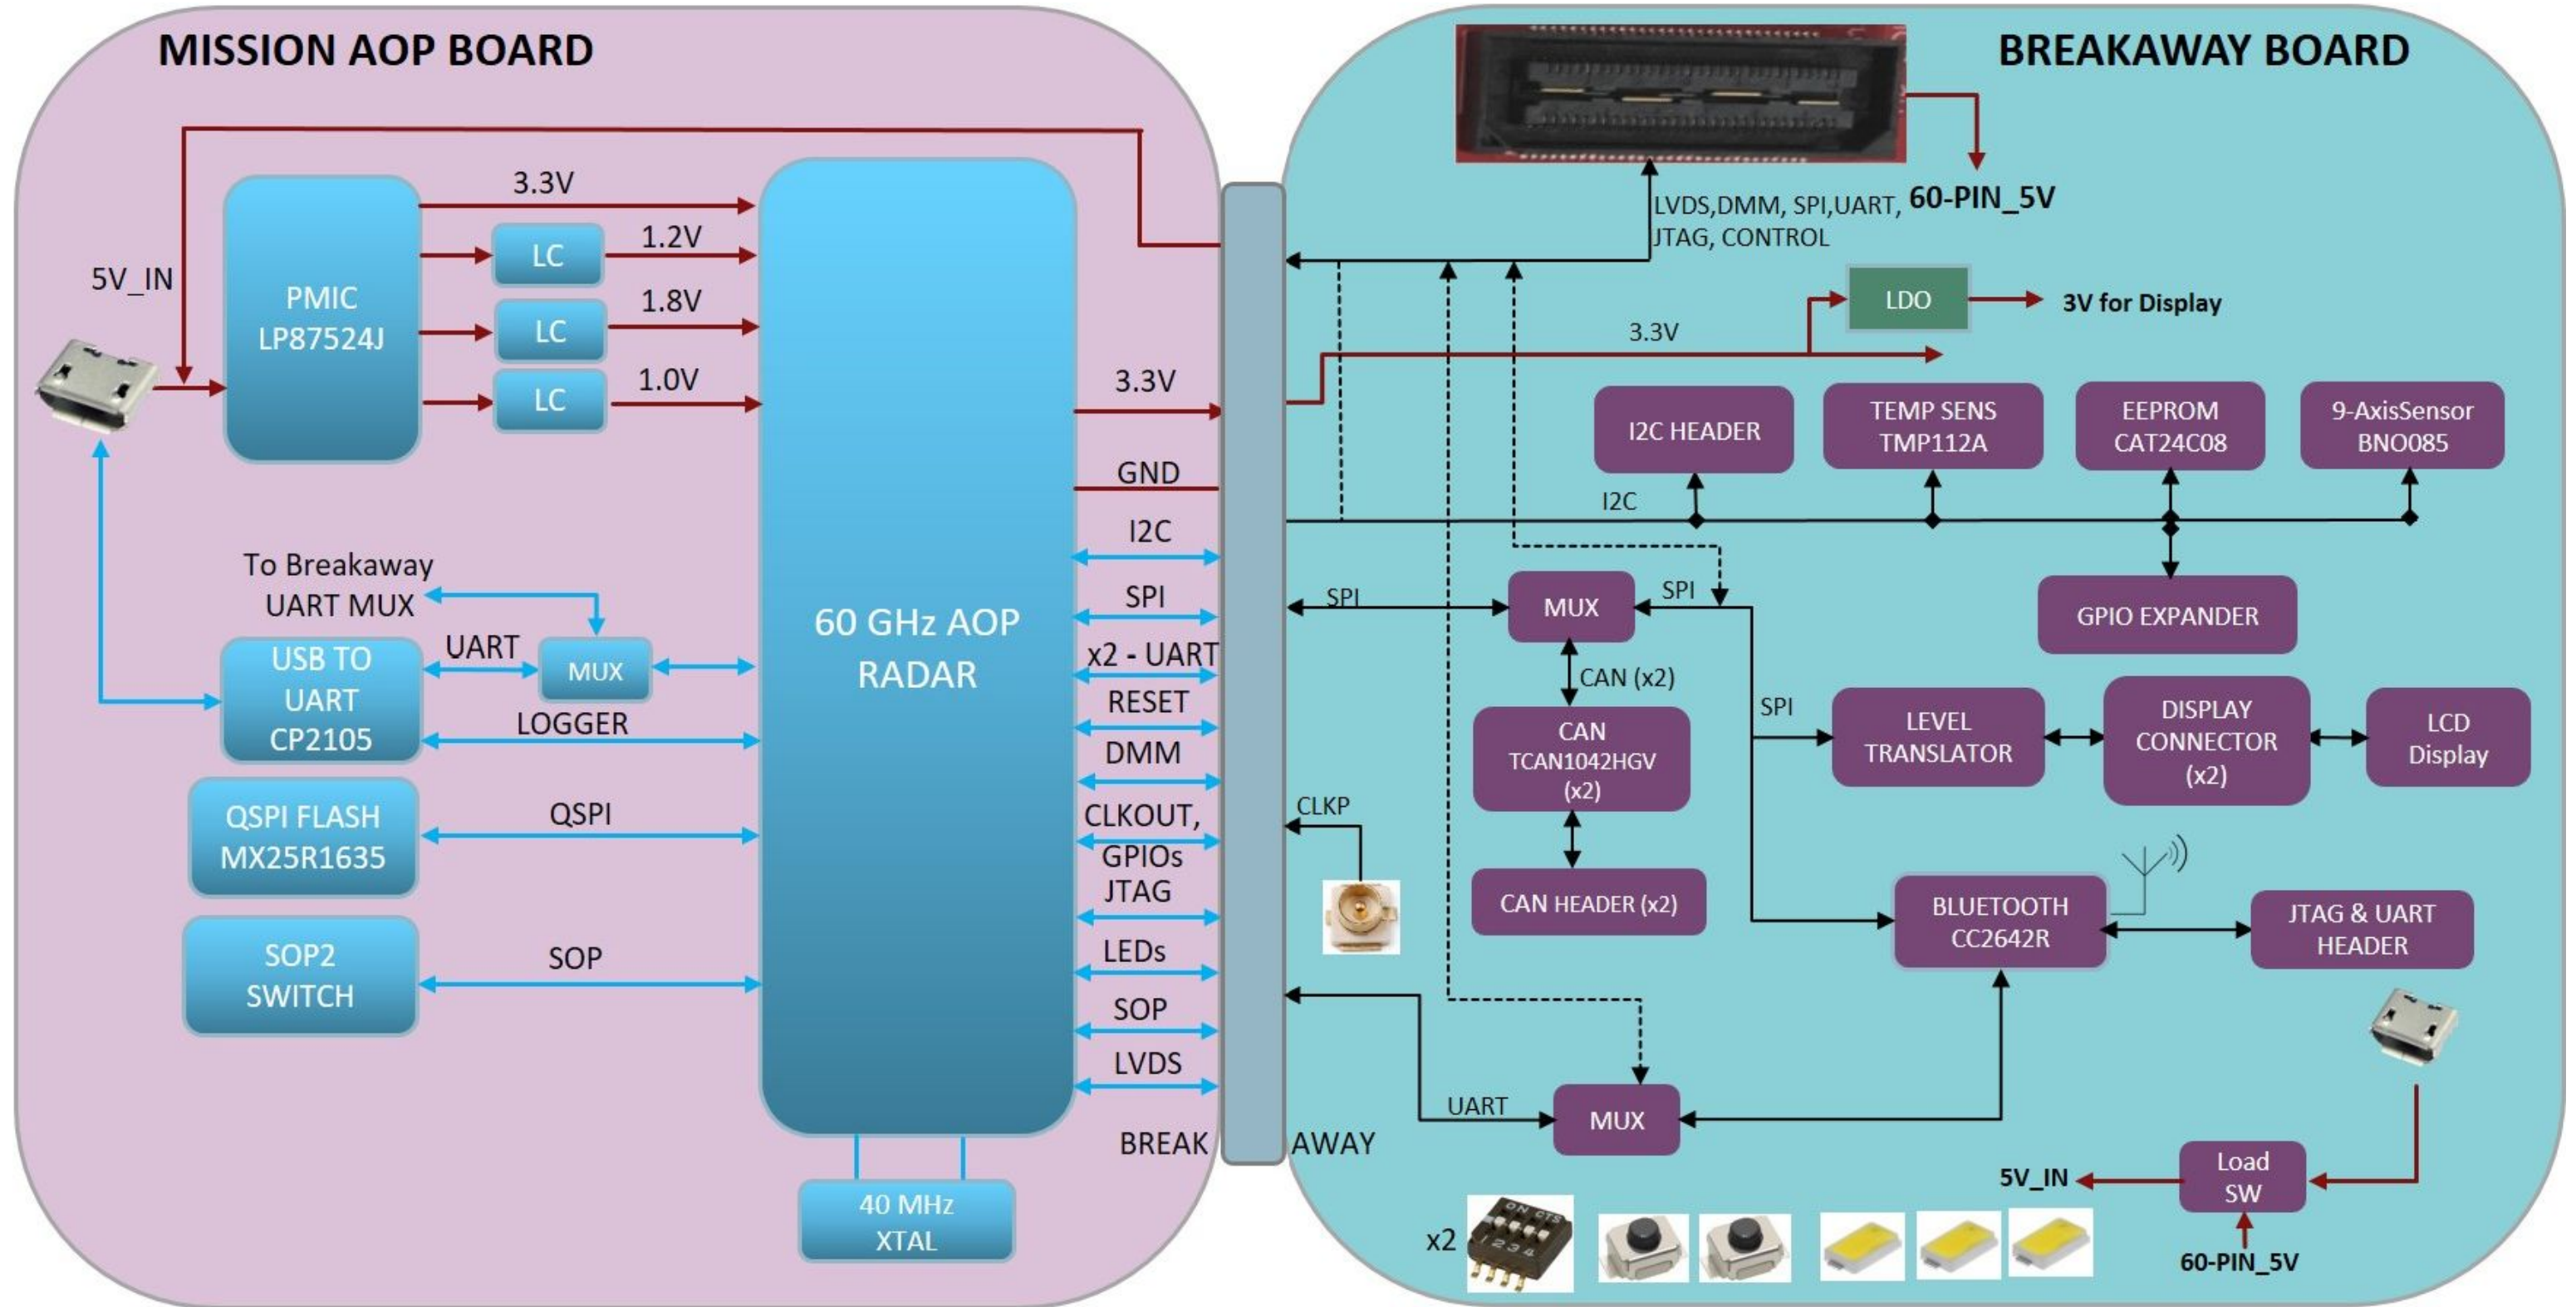 MISSION AOP BOARD
BREAKAWAY BOARD
5V_IN
PMIC
LP87524J
3.3V
LC
1.2V
LC
1.8V
LC
1.0V
60 GHz AOP
RADAR
To Breakaway
UART MUX
USB TO
UART
CP2105
UART
MUX
LOGGER
QSPI FLASH
MX25R1635
QSPI
SOP2
SWITCH
SOP
40 MHz
XTAL
3.3V
GND
I2C
SPI
x2 - UART
RESET
DMM
CLKOUT,
GPIOs
JTAG
LEDs
SOP
LVDS
BREAK
AWAY
LVDS,DMM, SPI,UART,
JTAG, CONTROL
60-PIN_5V
LDO
3V for Display
3.3V
I2C HEADER
TEMP SENS
TMP112A
EEPROM
CAT24C08
9-AxisSensor
BNO085
I2C
GPIO EXPANDER
SPI
MUX
SPI
CAN (x2)
CAN
TCAN1042HGV
(x2)
CAN HEADER (x2)
SPI
LEVEL
TRANSLATOR
DISPLAY
CONNECTOR
(x2)
LCD
Display
CLKP
BLUETOOTH
CC2642R
JTAG & UART
HEADER
UART
MUX
5V_IN
Load
SW
60-PIN_5V
x2
ON CTS
1 2 3 4